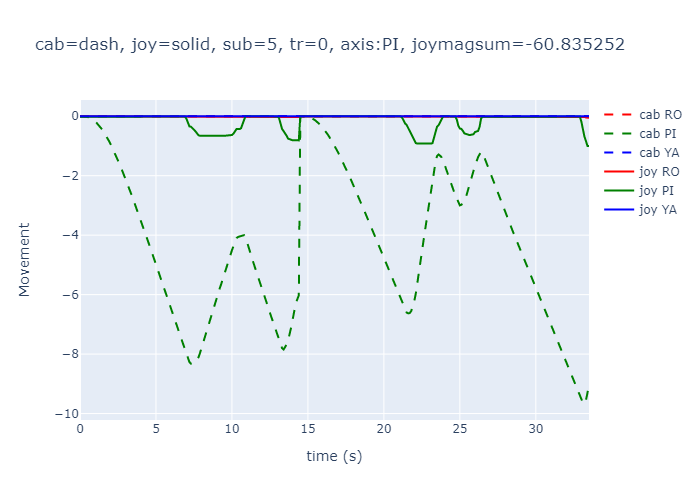 cab=dash, joy=solid, sub=5, tr=0, axis:PI, joymagsum=-60.835252
cab RO
cab PI
cab YA
joy RO
joy PI
joy YA
Movement
0
−2
−4
−6
−8
−10
0 5 10 15 20 25 30
time (s)